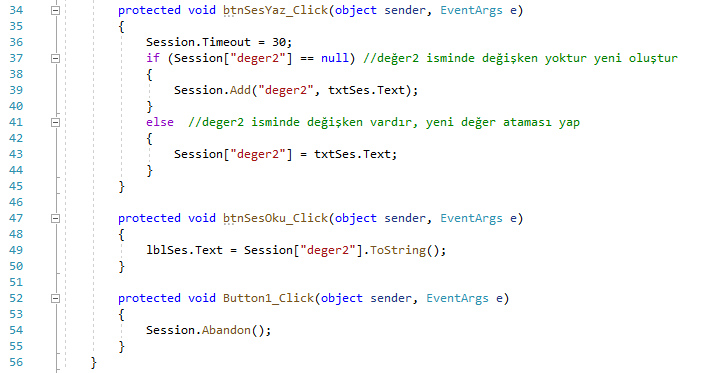 34 protected void btnSesYaz_Click(object sender, EventArgs e)
35 {
36 Session.Timeout = 30;
37 if (Session["deger2"] == null) //değer2 isminde değişken yoktur yeni oluştur
38 {
39 Session.Add("deger2", txtSes.Text);
40 }
41 else //deger2 isminde değişken vardır, yeni değer ataması yap
42 {
43 Session["deger2"] = txtSes.Text;
44 }
45 }
46
47 protected void btnSesOku_Click(object sender, EventArgs e)
48 {
49 lblSes.Text = Session["deger2"].ToString();
50 }
51
52 protected void Button1_Click(object sender, EventArgs e)
53 {
54 Session.Abandon();
55 }
56 }